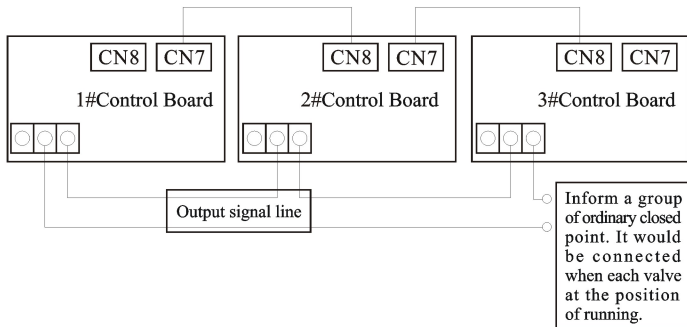 CN8 CN7 CN8 CN7 CN8 CN7
1#Control Board 2#Control Board 3#Control Board
Output signal line
Inform a group
of ordinary closed
point. It would
be connected
when each valve
at the position
of running.